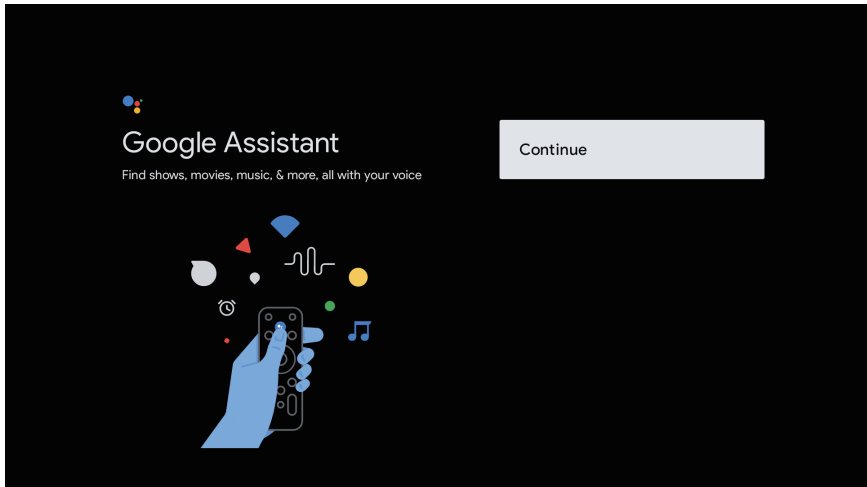 Google Assistant
Find shows, movies, music, & more, all with your voice
Continue